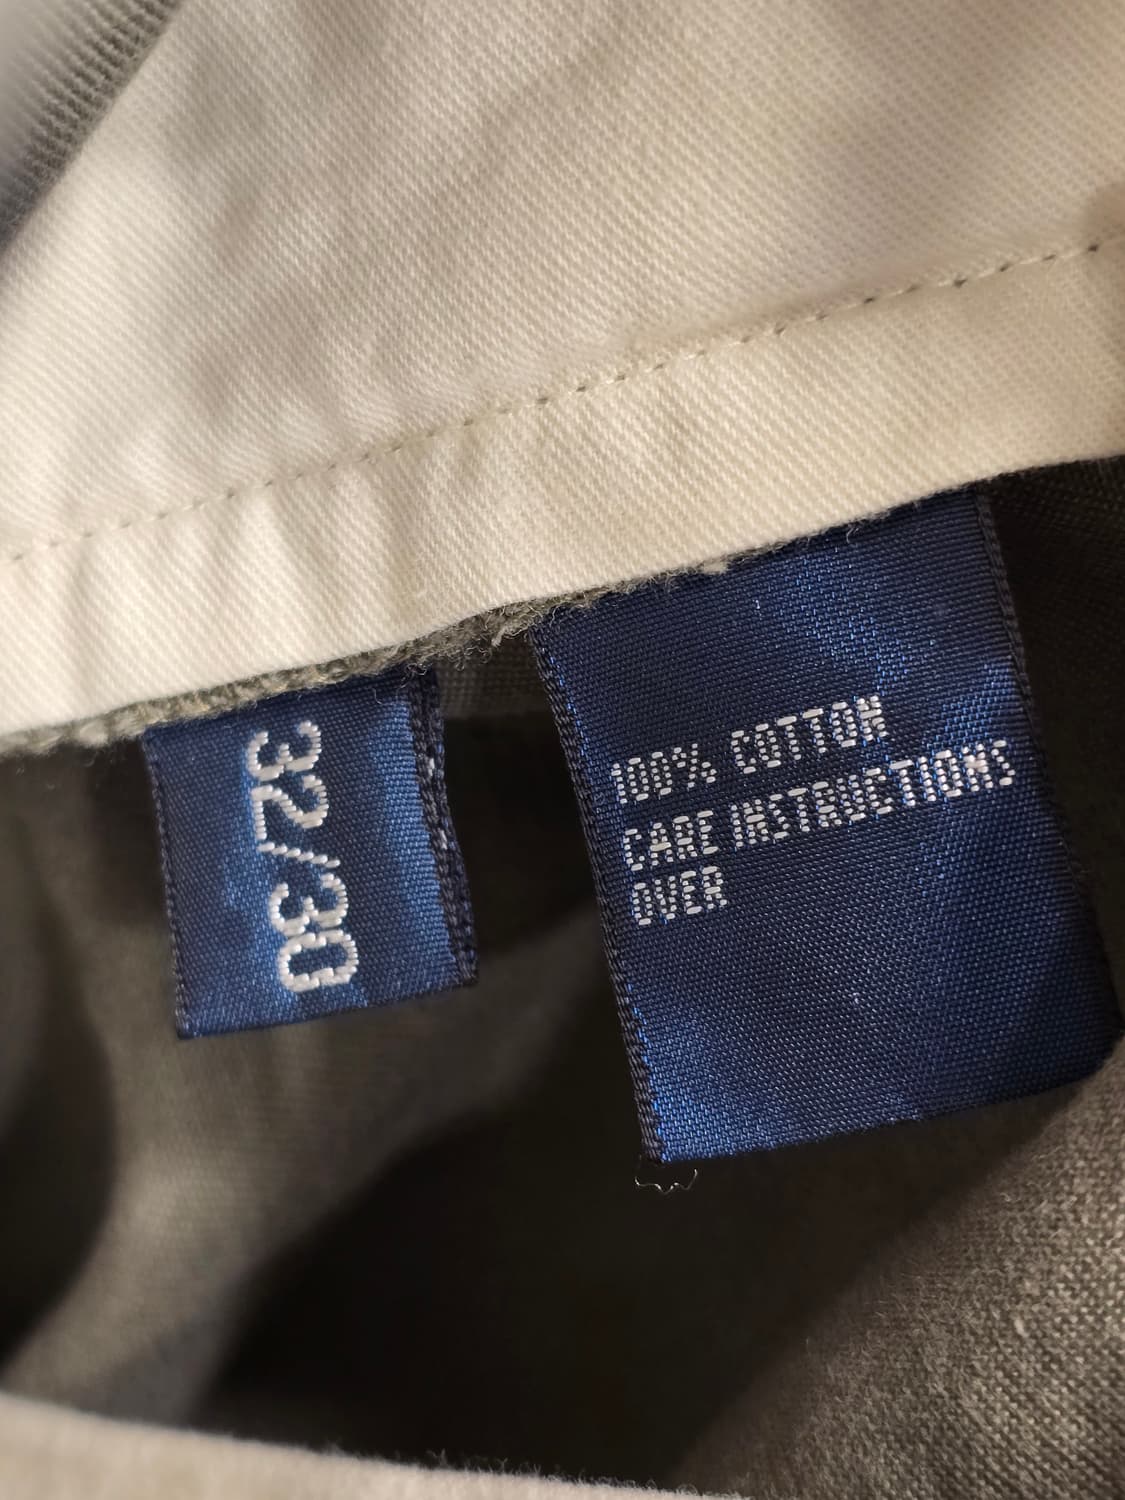 32/30
100% COTTON
CARE INSTRUCTIONS
OVER